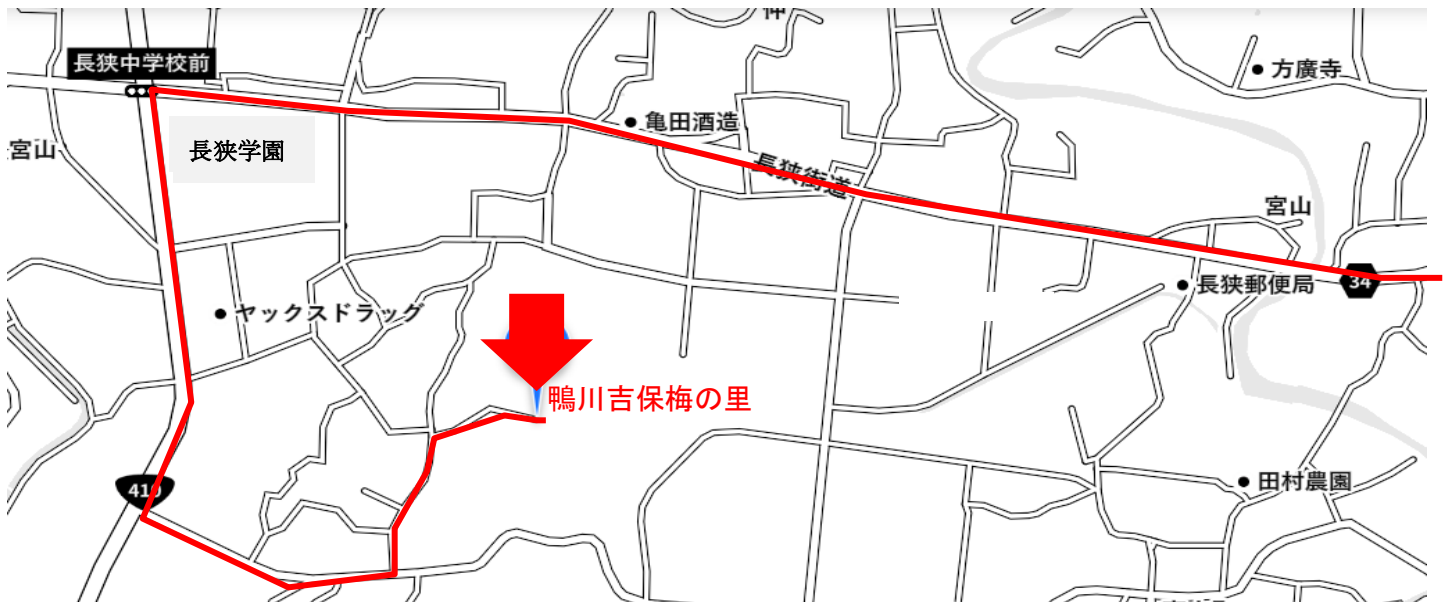 長狭中学校前
方廣寺
亀田酒造
長狭学園
宮山
長狭街道
宮山
長狭郵便局
34
ヤックスドラッグ
鴨川吉保梅の里
410
田村農園